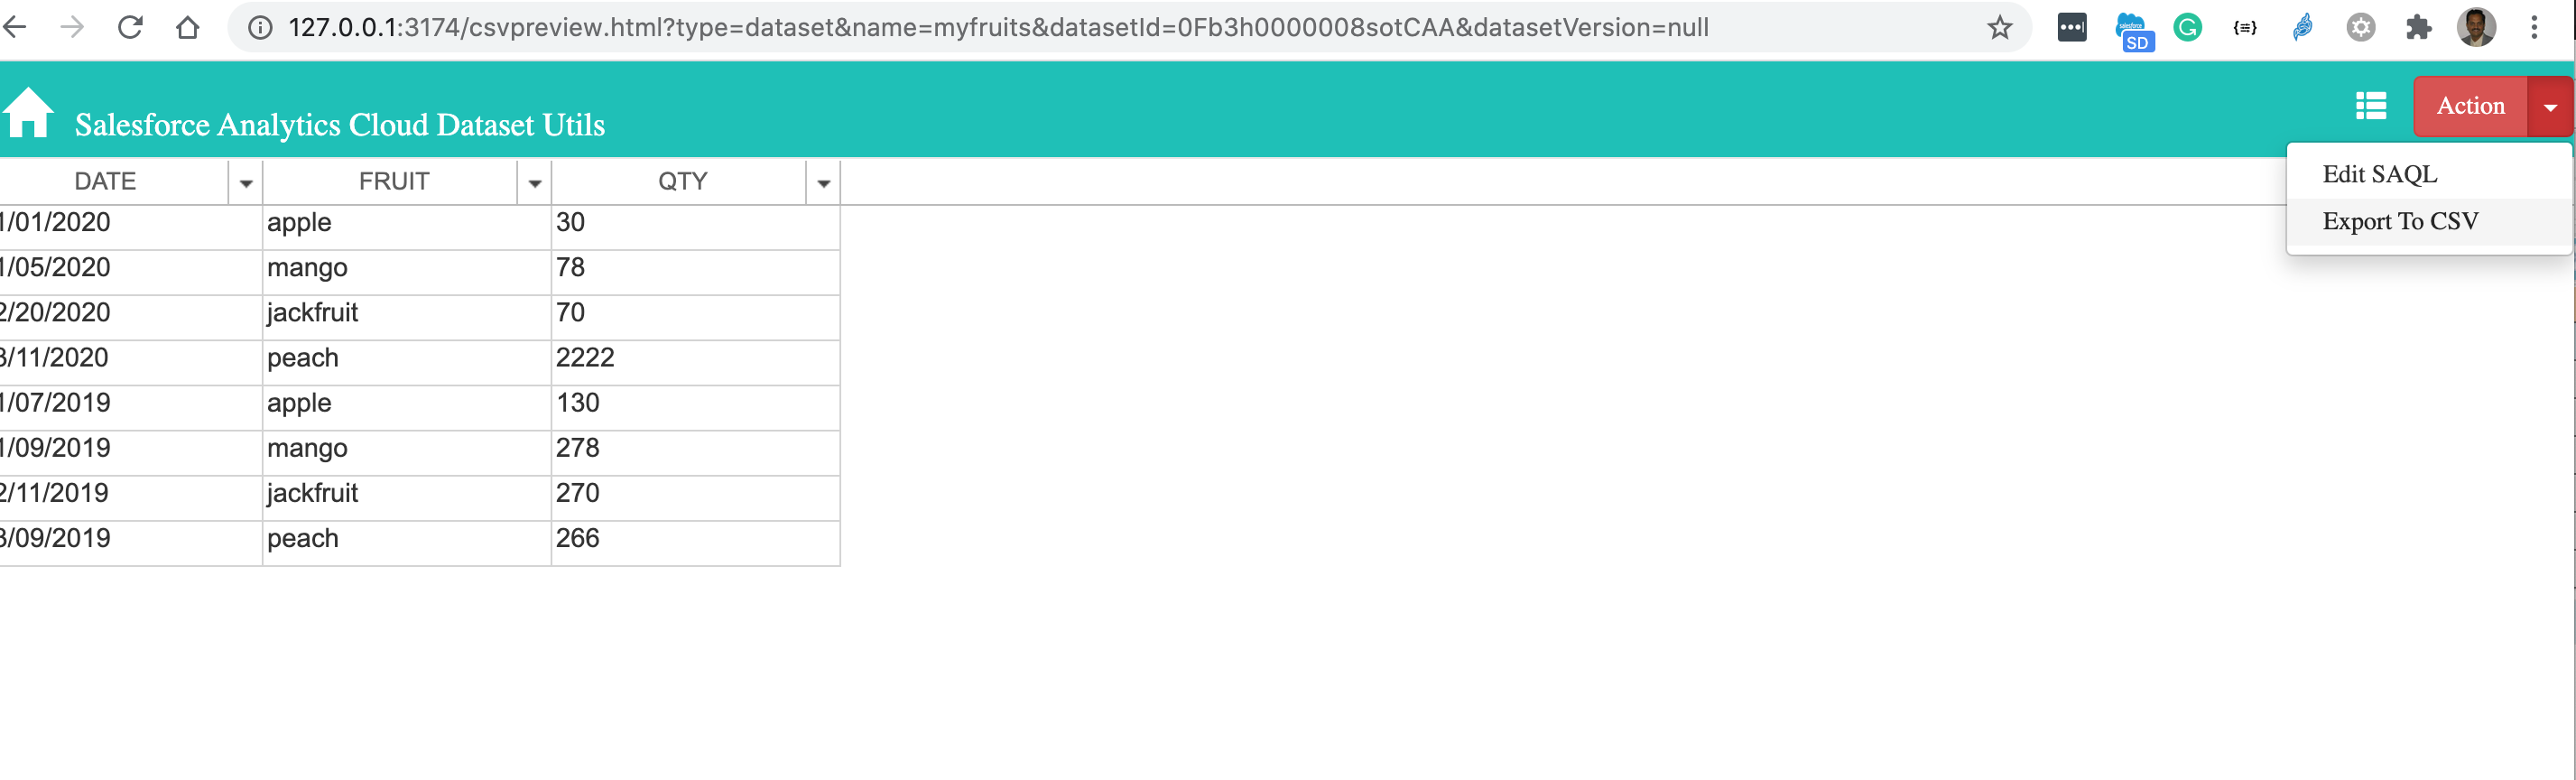 127.0.0.1:3174/csvpreview.html?type=dataset&name=myfruits&datasetId=0Fb3h0000008sotCAA&datasetVersion=null
SD
Salesforce Analytics Cloud Dataset Utils
Action
Edit SAQL
Export To CSV
DATE FRUIT QTY
1/01/2020 apple 30
1/05/2020 mango 78
2/20/2020 jackfruit 70
3/11/2020 peach 2222
1/07/2019 apple 130
1/09/2019 mango 278
2/11/2019 jackfruit 270
3/09/2019 peach 266